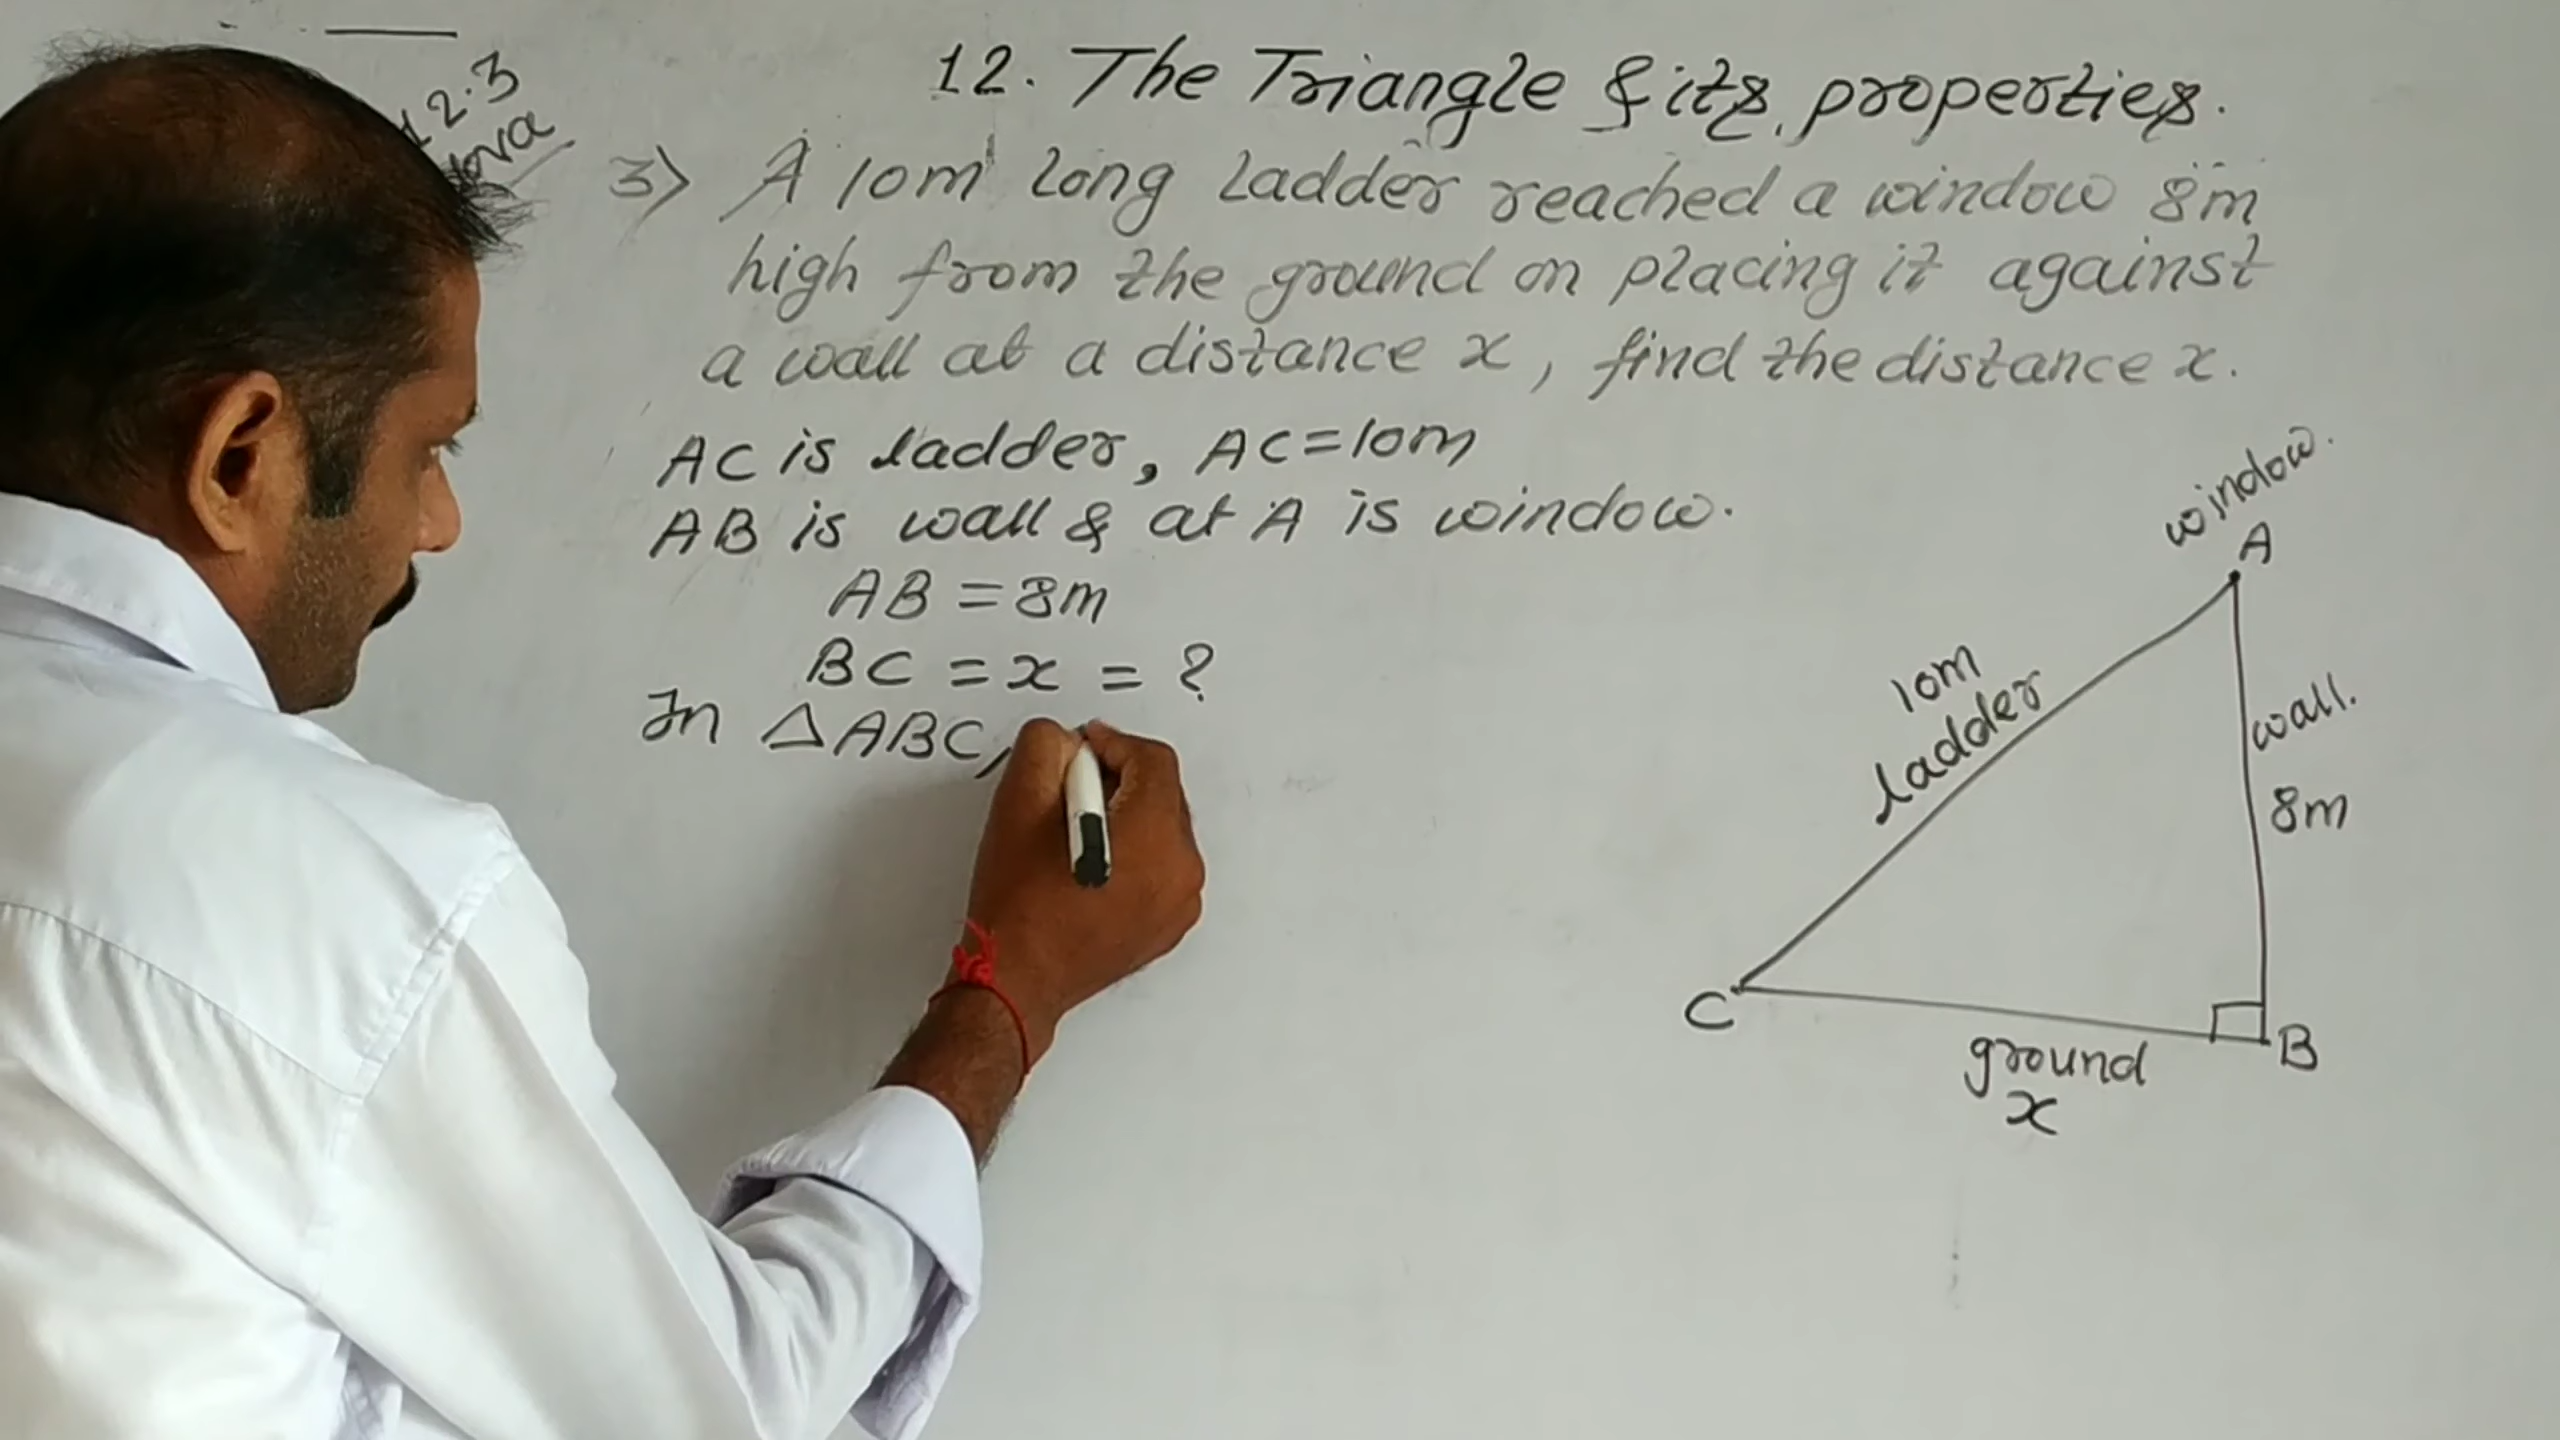 12.3
12. The Triangle & its properties.
3) A 10m long ladder reached a window 8m
high from the ground on placing it against
a wall at a distance x, find the distance x.
AC is ladder, AC=10m
AB is wall & at A is window.
AB = 8m
BC = x = ?
In △ABC,
window.
A
10m
ladder
wall.
8m
C
B
ground
x